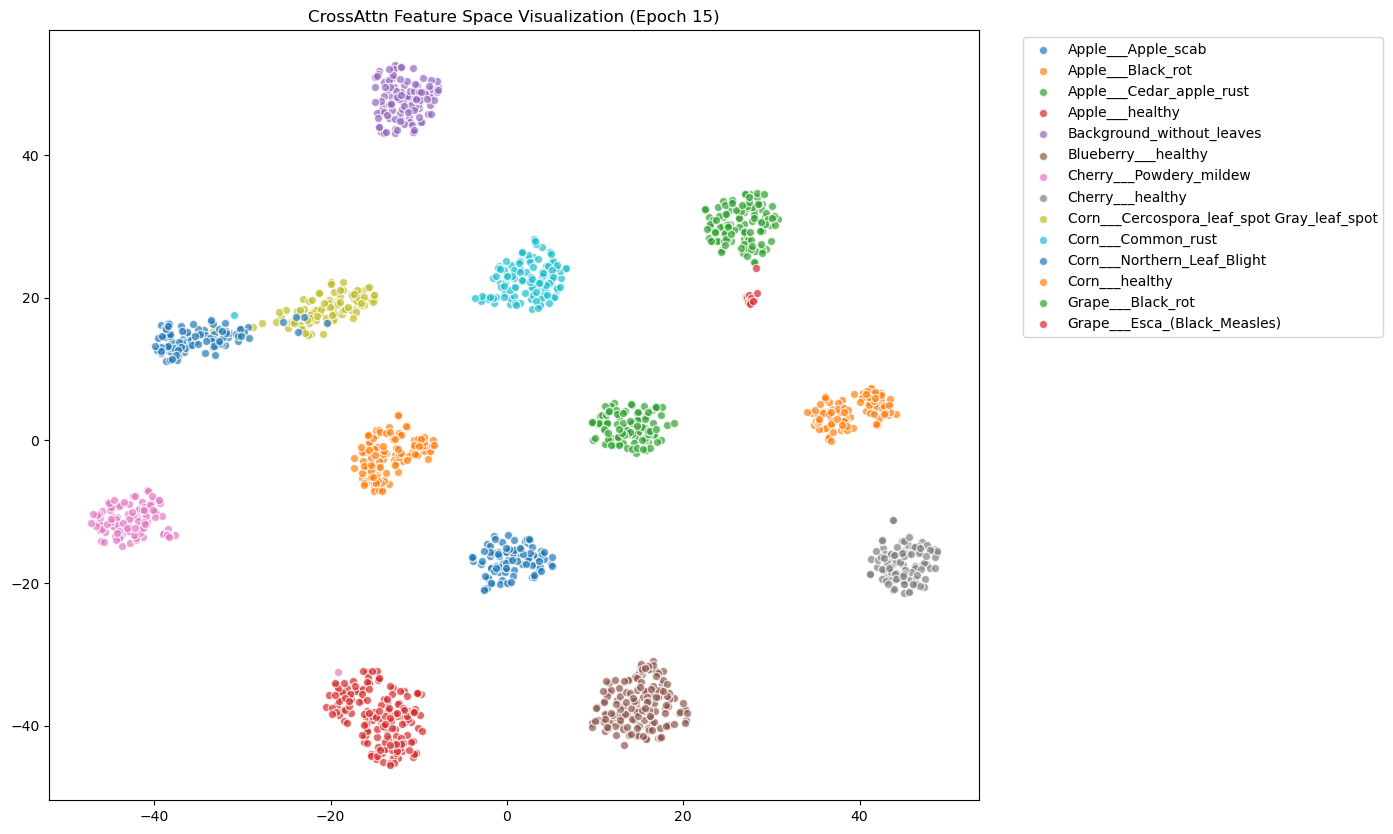 CrossAttn Feature Space Visualization (Epoch 15)
Apple___Apple_scab
Apple___Black_rot
Apple___Cedar_apple_rust
Apple___healthy
Background_without_leaves
Blueberry___healthy
Cherry___Powdery_mildew
Cherry___healthy
Corn___Cercospora_leaf_spot Gray_leaf_spot
Corn___Common_rust
Corn___Northern_Leaf_Blight
Corn___healthy
Grape___Black_rot
Grape___Esca_(Black_Measles)
40
20
0
−20
−40
−40
−20
0
20
40